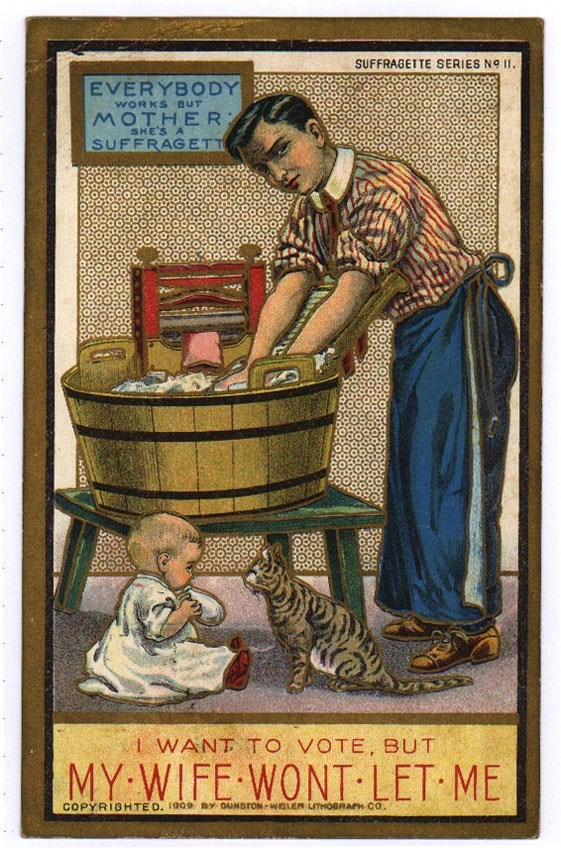 SUFFRAGETTE SERIES Nº 11.
EVERYBODY
WORKS BUT
MOTHER:
SHE'S A
SUFFRAGETT
I WANT TO VOTE, BUT
MY·WIFE·WONT·LET·ME
COPYRIGHTED. 1909 BY DUNSTON-WEILER LITHOGRAPH CO.